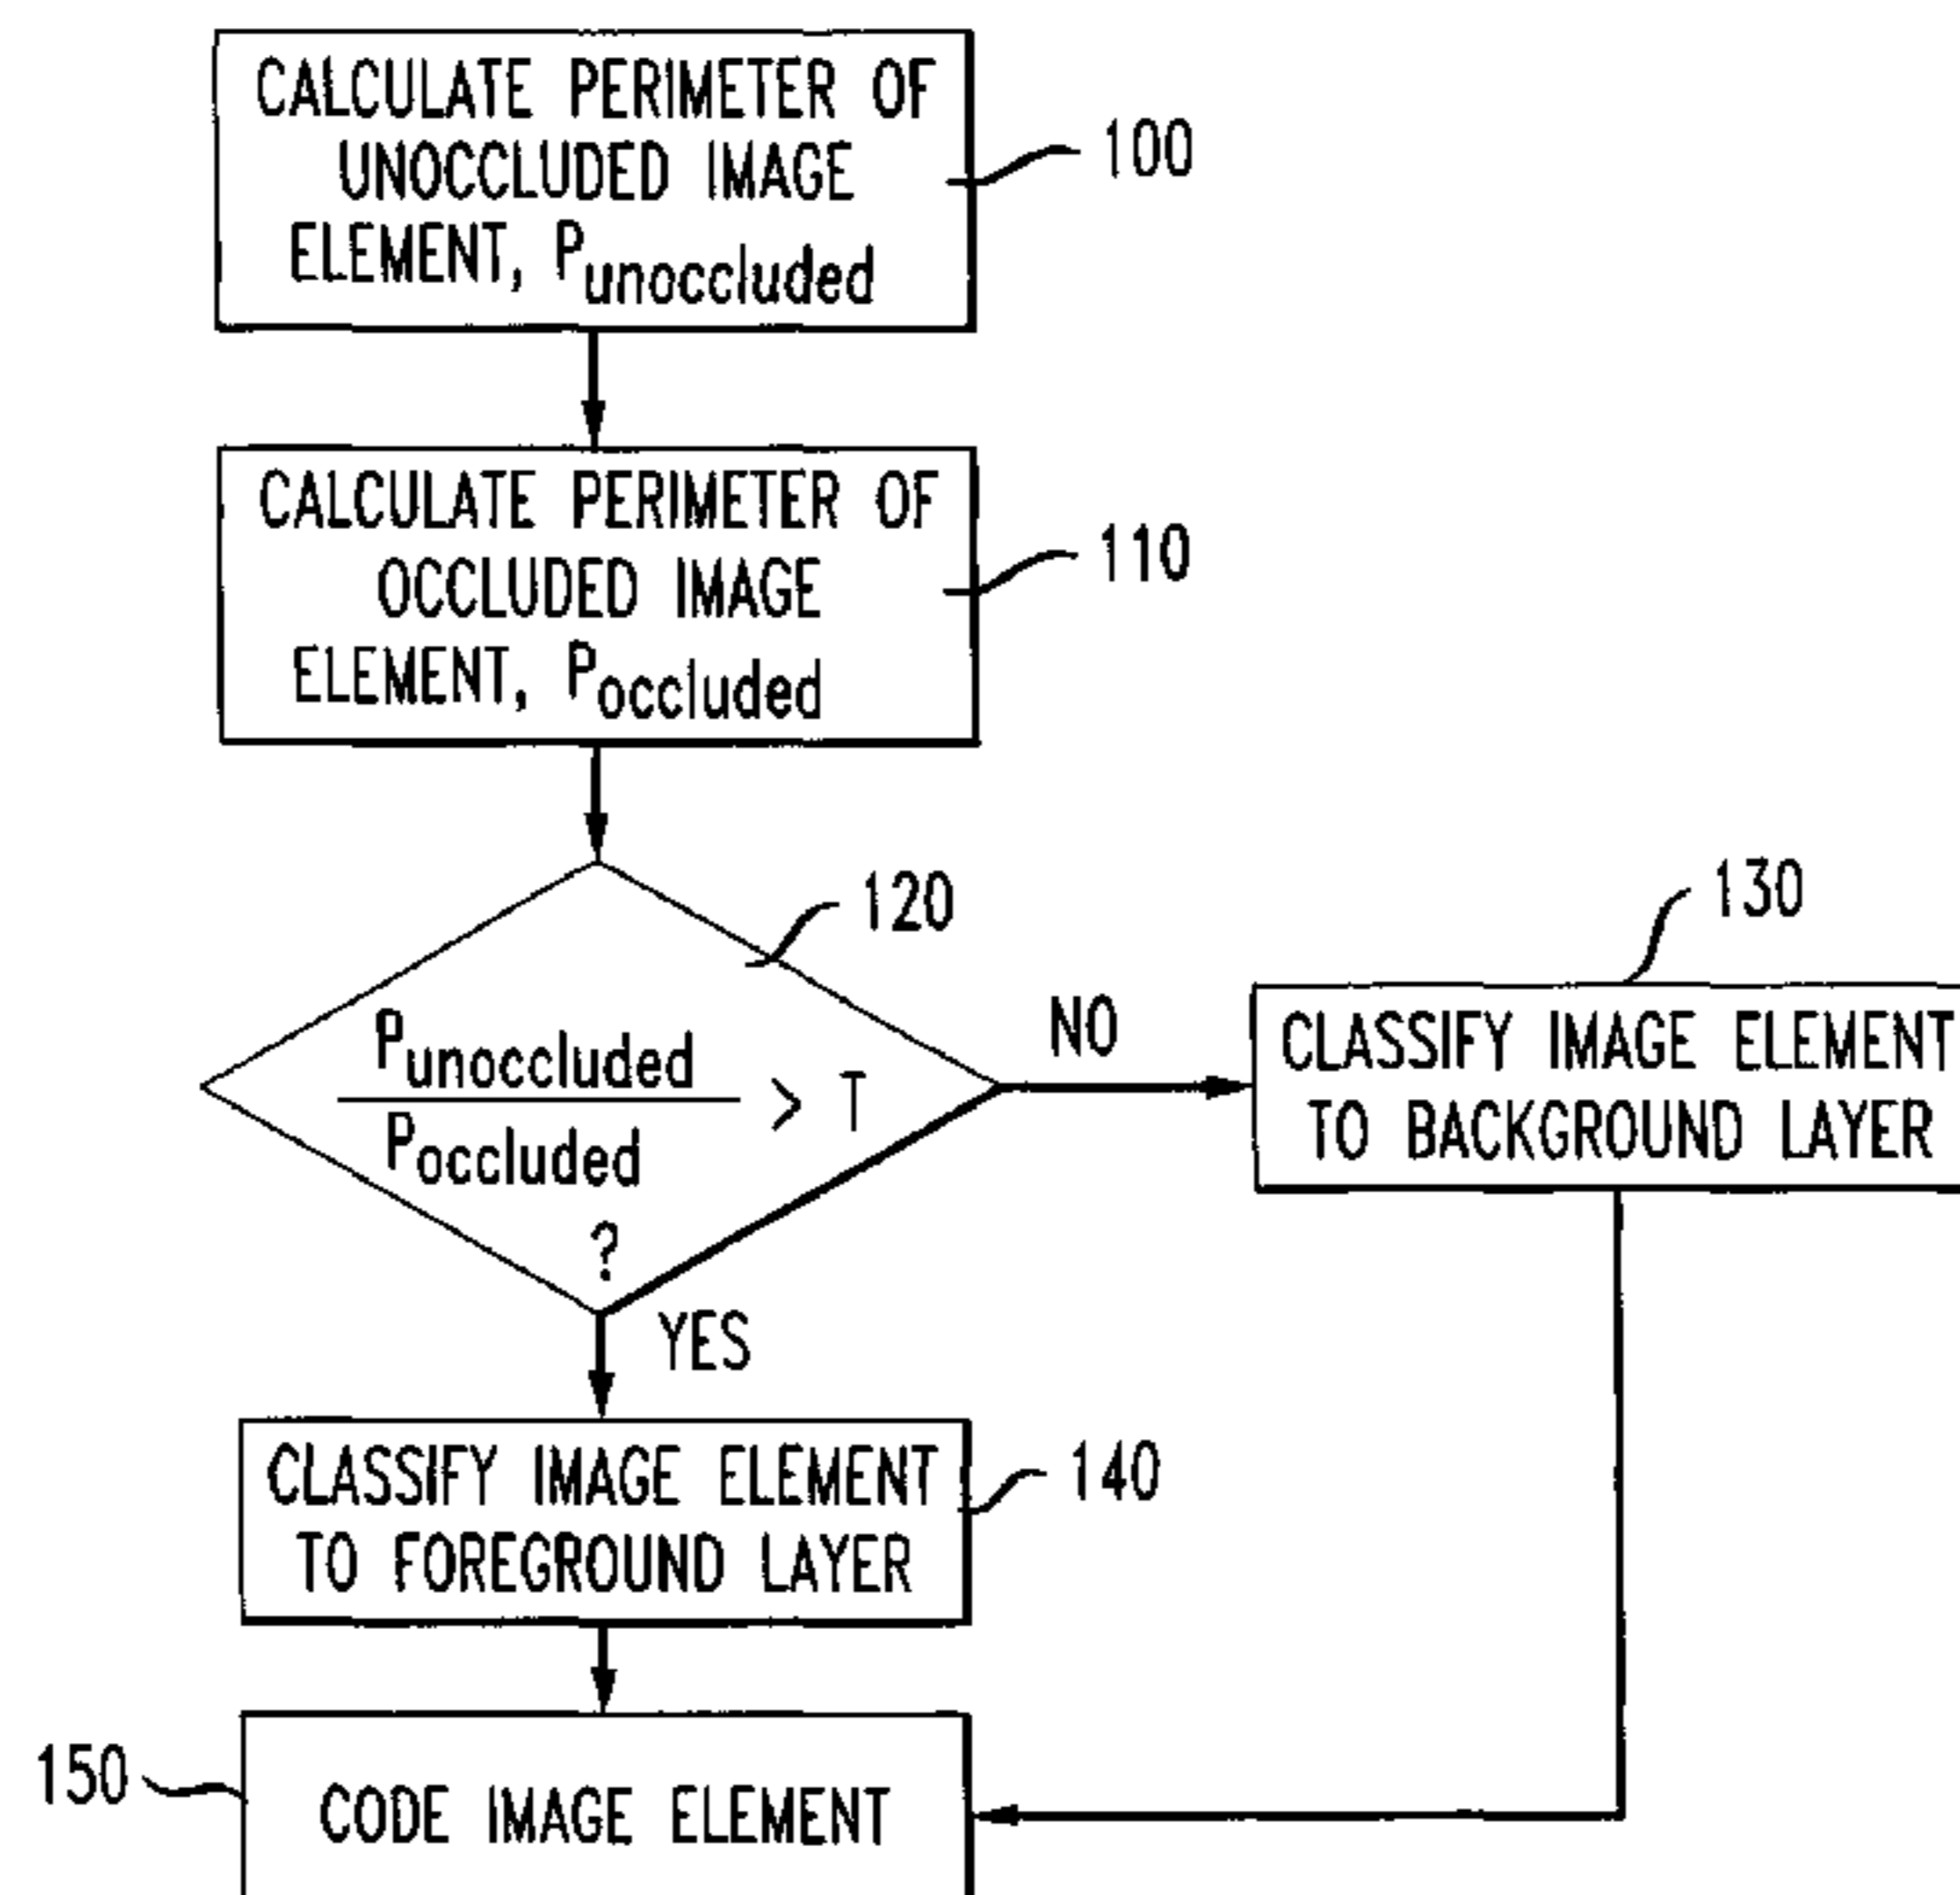 CALCULATE PERIMETER OF
UNOCCLUDED IMAGE
ELEMENT, Punoccluded
100
CALCULATE PERIMETER OF
OCCLUDED IMAGE
ELEMENT, Poccluded
110
120
Punoccluded
Poccluded
> T
?
NO
130
CLASSIFY IMAGE ELEMENT
TO BACKGROUND LAYER
YES
CLASSIFY IMAGE ELEMENT
TO FOREGROUND LAYER
140
150
CODE IMAGE ELEMENT